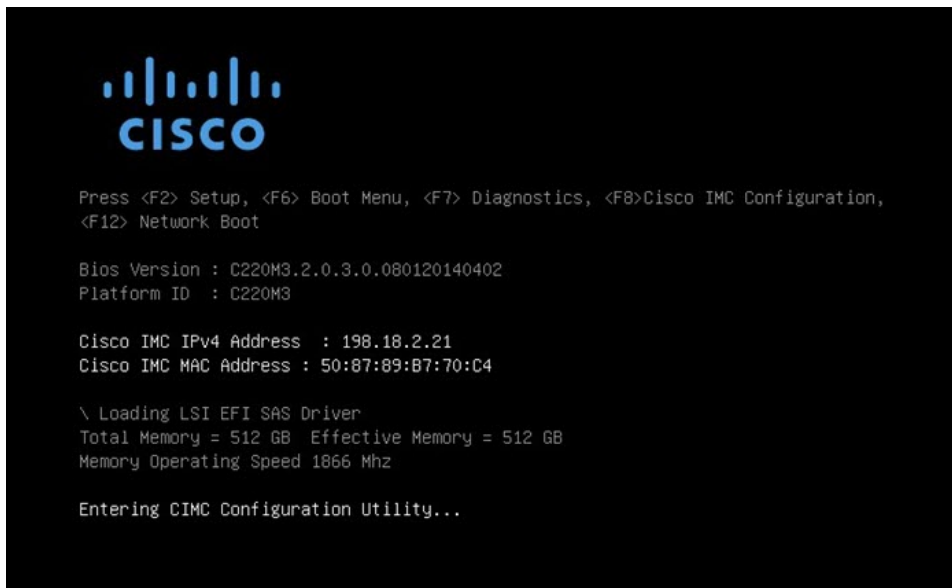 CISCO
Press <F2> Setup, <F6> Boot Menu, <F7> Diagnostics, <F8>Cisco IMC Configuration,
<F12> Network Boot
Bios Version : C220M3.2.0.3.0.080120140402
Platform ID  : C220M3
Cisco IMC IPv4 Address  : 198.18.2.21
Cisco IMC MAC Address : 50:87:89:B7:70:C4
\ Loading LSI EFI SAS Driver
Total Memory = 512 GB  Effective Memory = 512 GB
Memory Operating Speed 1866 Mhz
Entering CIMC Configuration Utility...